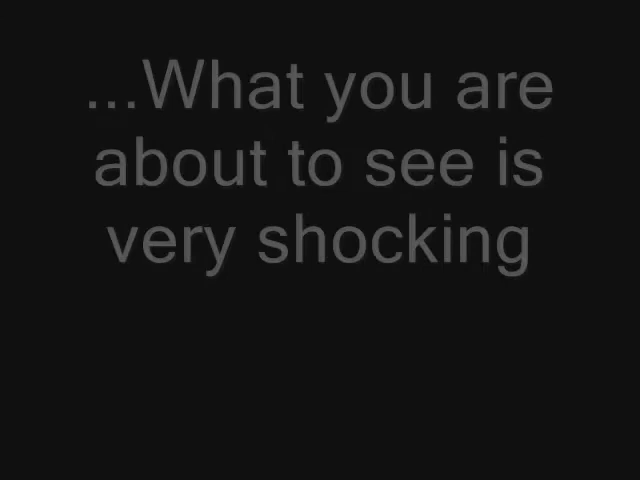 ...What you are
about to see is
very shocking